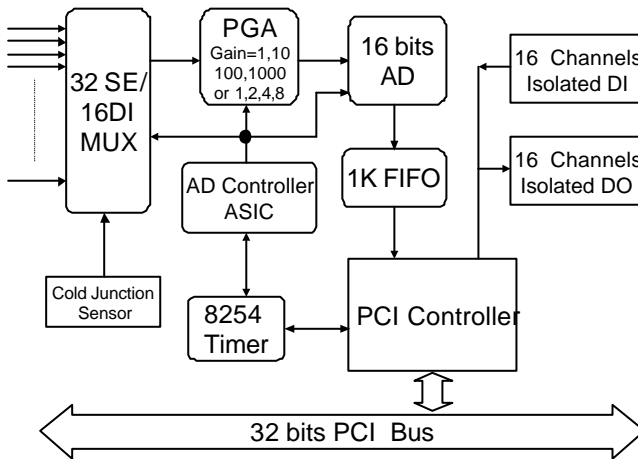 32 SE/
16DI
MUX
PGA
Gain=1,10
100,1000
or 1,2,4,8
16 bits
AD
16 Channels
Isolated DI
16 Channels
Isolated DO
AD Controller
ASIC
1K FIFO
Cold Junction
Sensor
8254
Timer
PCI Controller
32 bits PCI Bus